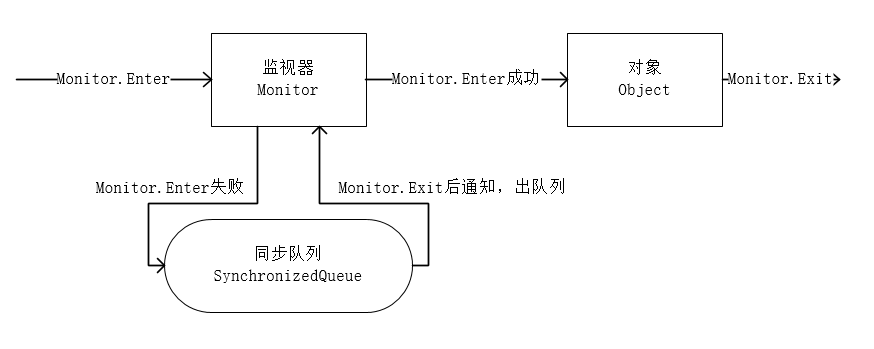 Monitor.Enter
监视器
Monitor
Monitor.Enter成功
对象
Object
Monitor.Exit
Monitor.Enter失败
Monitor.Exit后通知，出队列
同步队列
SynchronizedQueue